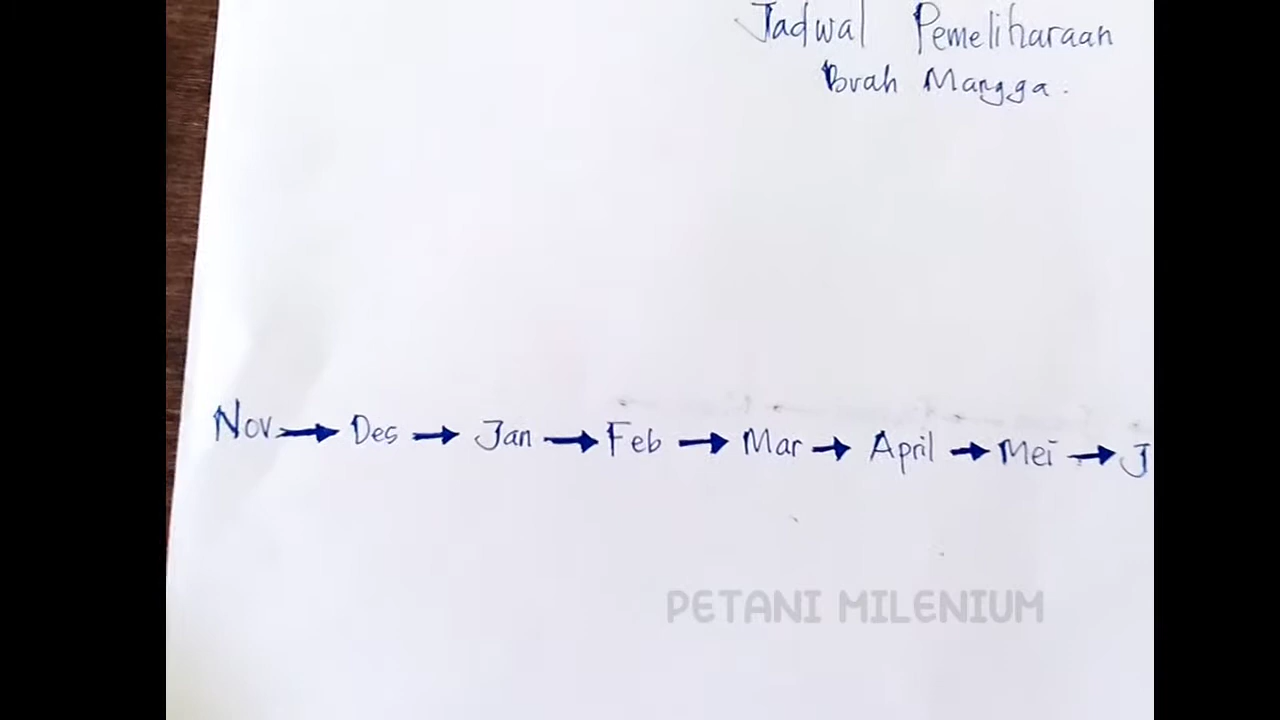 Jadwal Pemeliharaan
Buah Mangga.
Nov → Des → Jan → Feb → Mar → April → Mei → J
PETANI MILENIUM